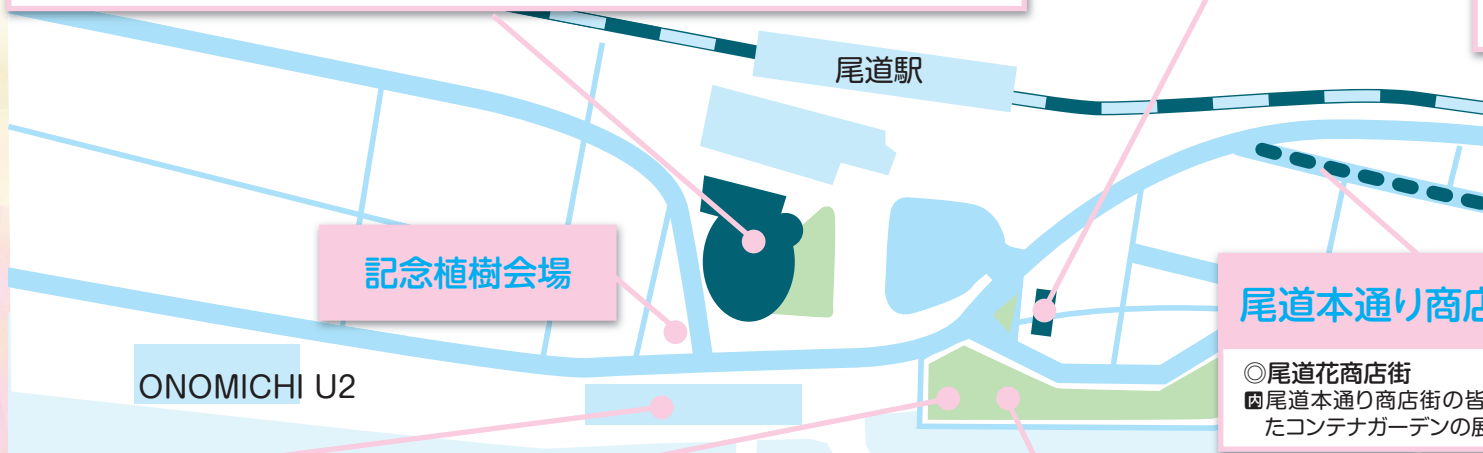 尾道駅
記念植樹会場
ONOMICHI U2
尾道本通り商店
◎尾道花商店街
内尾道本通り商店街の皆
たコンテナガーデンの展